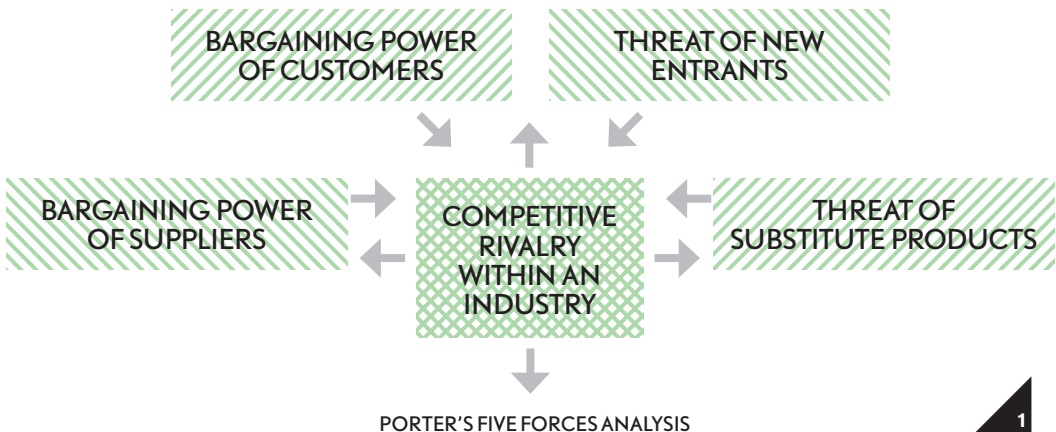 BARGAINING POWER
OF CUSTOMERS
THREAT OF NEW
ENTRANTS
BARGAINING POWER
OF SUPPLIERS
COMPETITIVE
RIVALRY
WITHIN AN
INDUSTRY
THREAT OF
SUBSTITUTE PRODUCTS
PORTER'S FIVE FORCES ANALYSIS
1